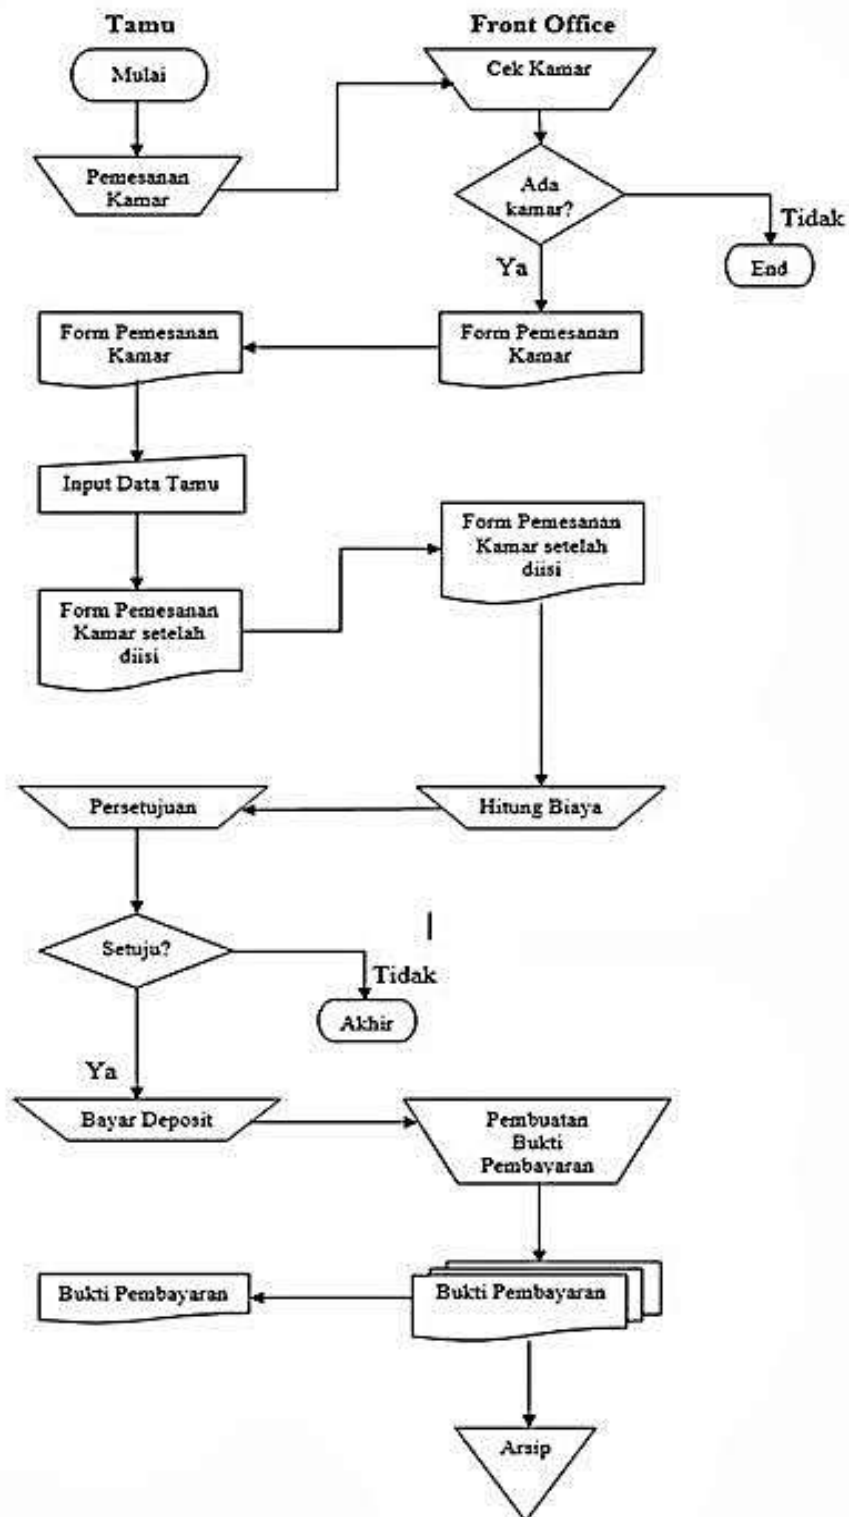 Tamu
Front Office
Mulai
Cek Kamar
Pemesanan
Kamar
Ada
kamar?
Tidak
End
Ya
Form Pemesanan
Kamar
Form Pemesanan
Kamar
Input Data Tamu
Form Pemesanan
Kamar setelah
diisi
Form Pemesanan
Kamar setelah
diisi
Persetujuan
Hitung Biaya
Setuju?
Tidak
Akhir
Ya
Bayar Deposit
Pembuatan
Bukti
Pembayaran
Bukti Pembayaran
Bukti Pembayaran
Arsip